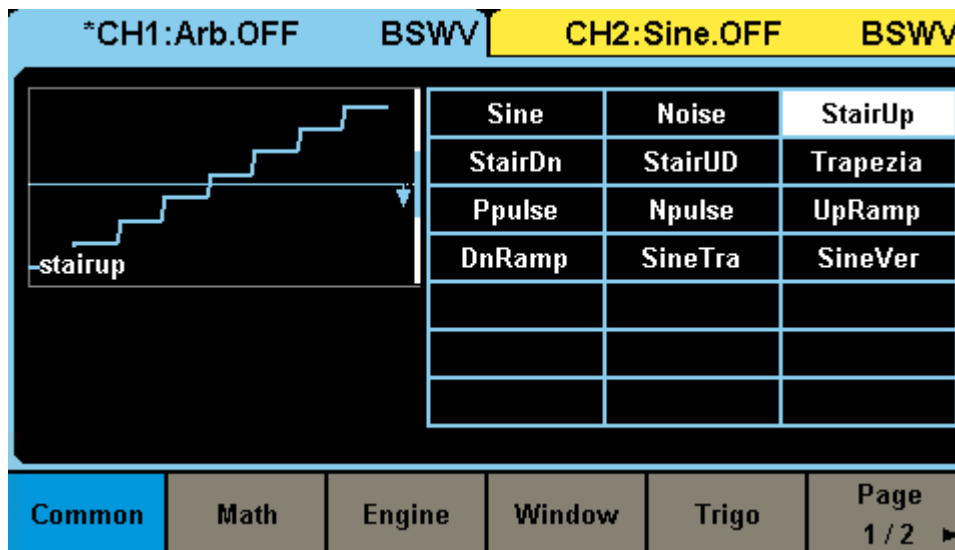 *CH1:Arb.OFF BSWV CH2:Sine.OFF BSWV
Sine Noise StairUp
StairDn StairUD Trapezia
Ppulse Npulse UpRamp
stairup
DnRamp SineTra SineVer
Common Math Engine Window Trigo Page
1/2